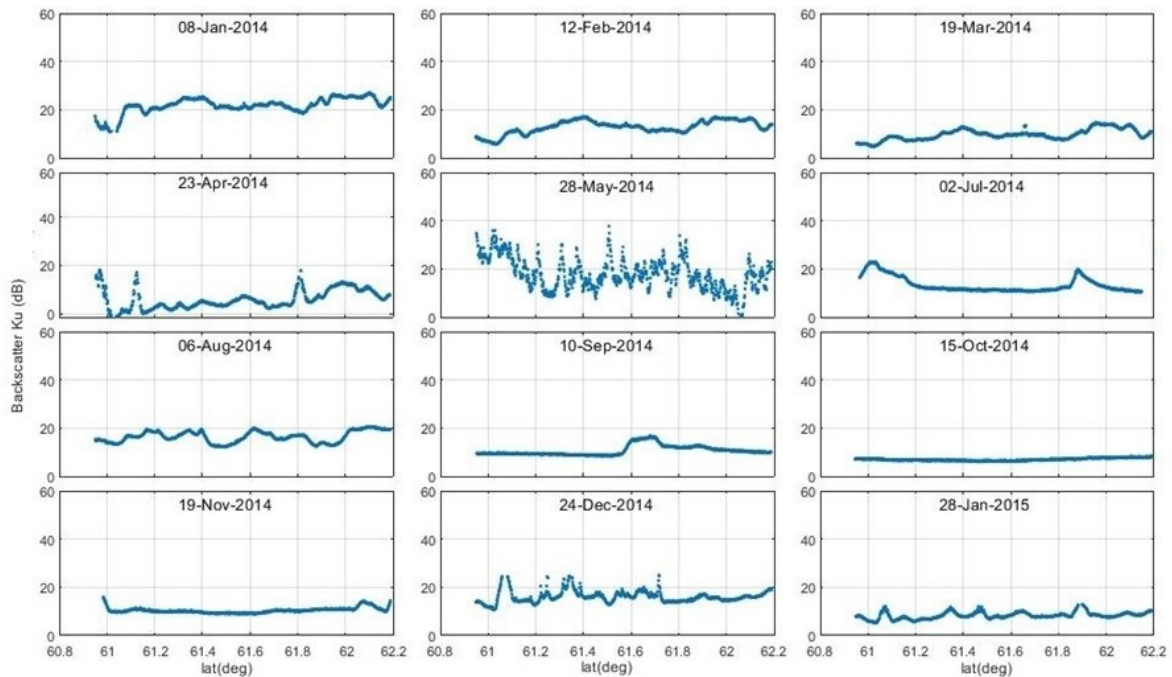 Backscatter Ku (dB)
08-Jan-2014
12-Feb-2014
19-Mar-2014
60 60 60
40 40 40
20 20 20
0 0 0
23-Apr-2014
28-May-2014
02-Jul-2014
60 60 60
40 40 40
20 20 20
0 0 0
06-Aug-2014
10-Sep-2014
15-Oct-2014
60 60 60
40 40 40
20 20 20
0 0 0
19-Nov-2014
24-Dec-2014
28-Jan-2015
60 60 60
40 40 40
20 20 20
0 0 0
60.8 61 61.2 61.4 61.6 61.8 62 62.2
60.8 61 61.2 61.4 61.6 61.8 62 62.2
60.8 61 61.2 61.4 61.6 61.8 62 62.2
lat(deg)
lat(deg)
lat(deg)